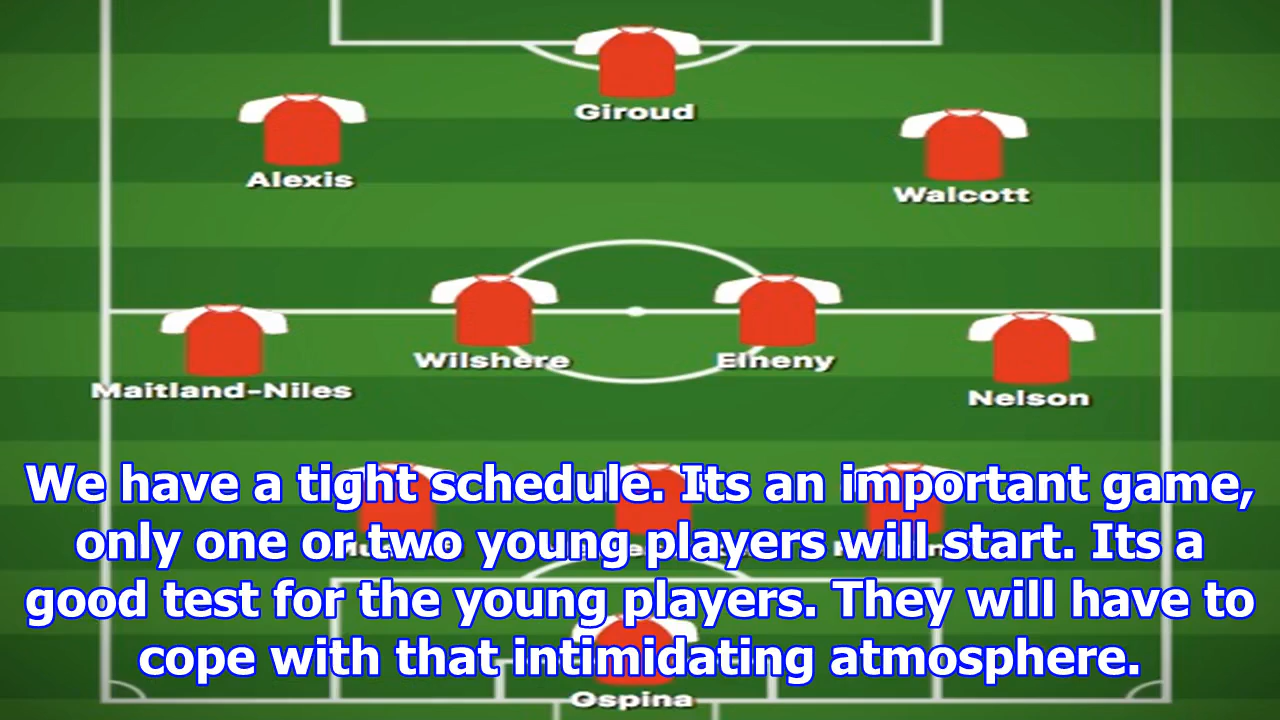 Giroud
Alexis
Walcott
Wilshere
Elneny
Maitland-Niles
Nelson
We have a tight schedule. Its an important game,
only one or two young players will start. Its a
good test for the young players. They will have to
cope with that intimidating atmosphere.
Ospina